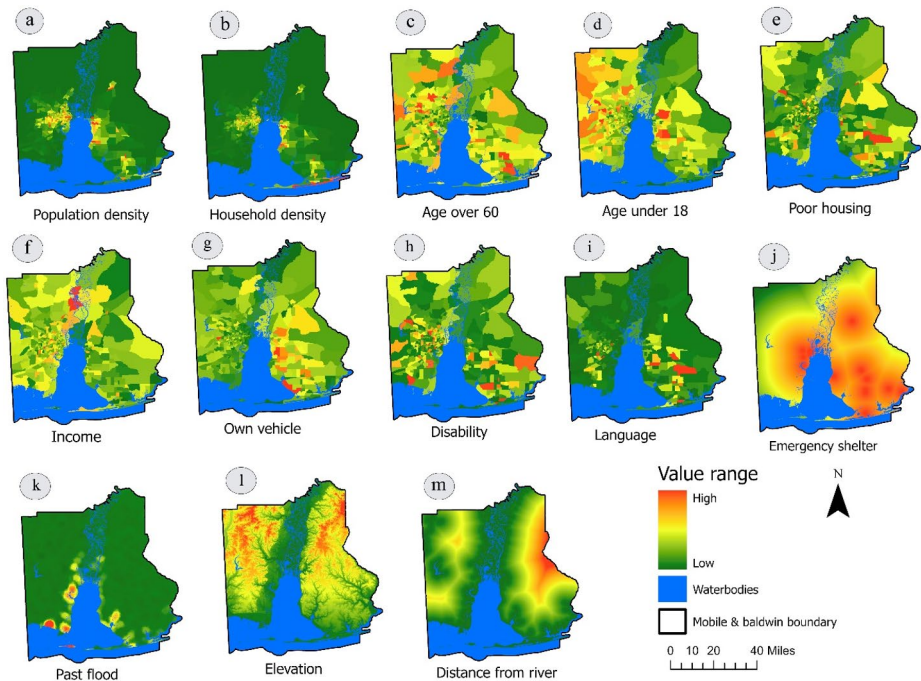 a
b
c
d
e
Population density
Household density
Age over 60
Age under 18
Poor housing
f
g
h
i
j
Income
Own vehicle
Disability
Language
Emergency shelter
k
l
m
Past flood
Elevation
Distance from river
Value range
High
Low
Waterbodies
Mobile & baldwin boundary
0 10 20 40 Miles
N